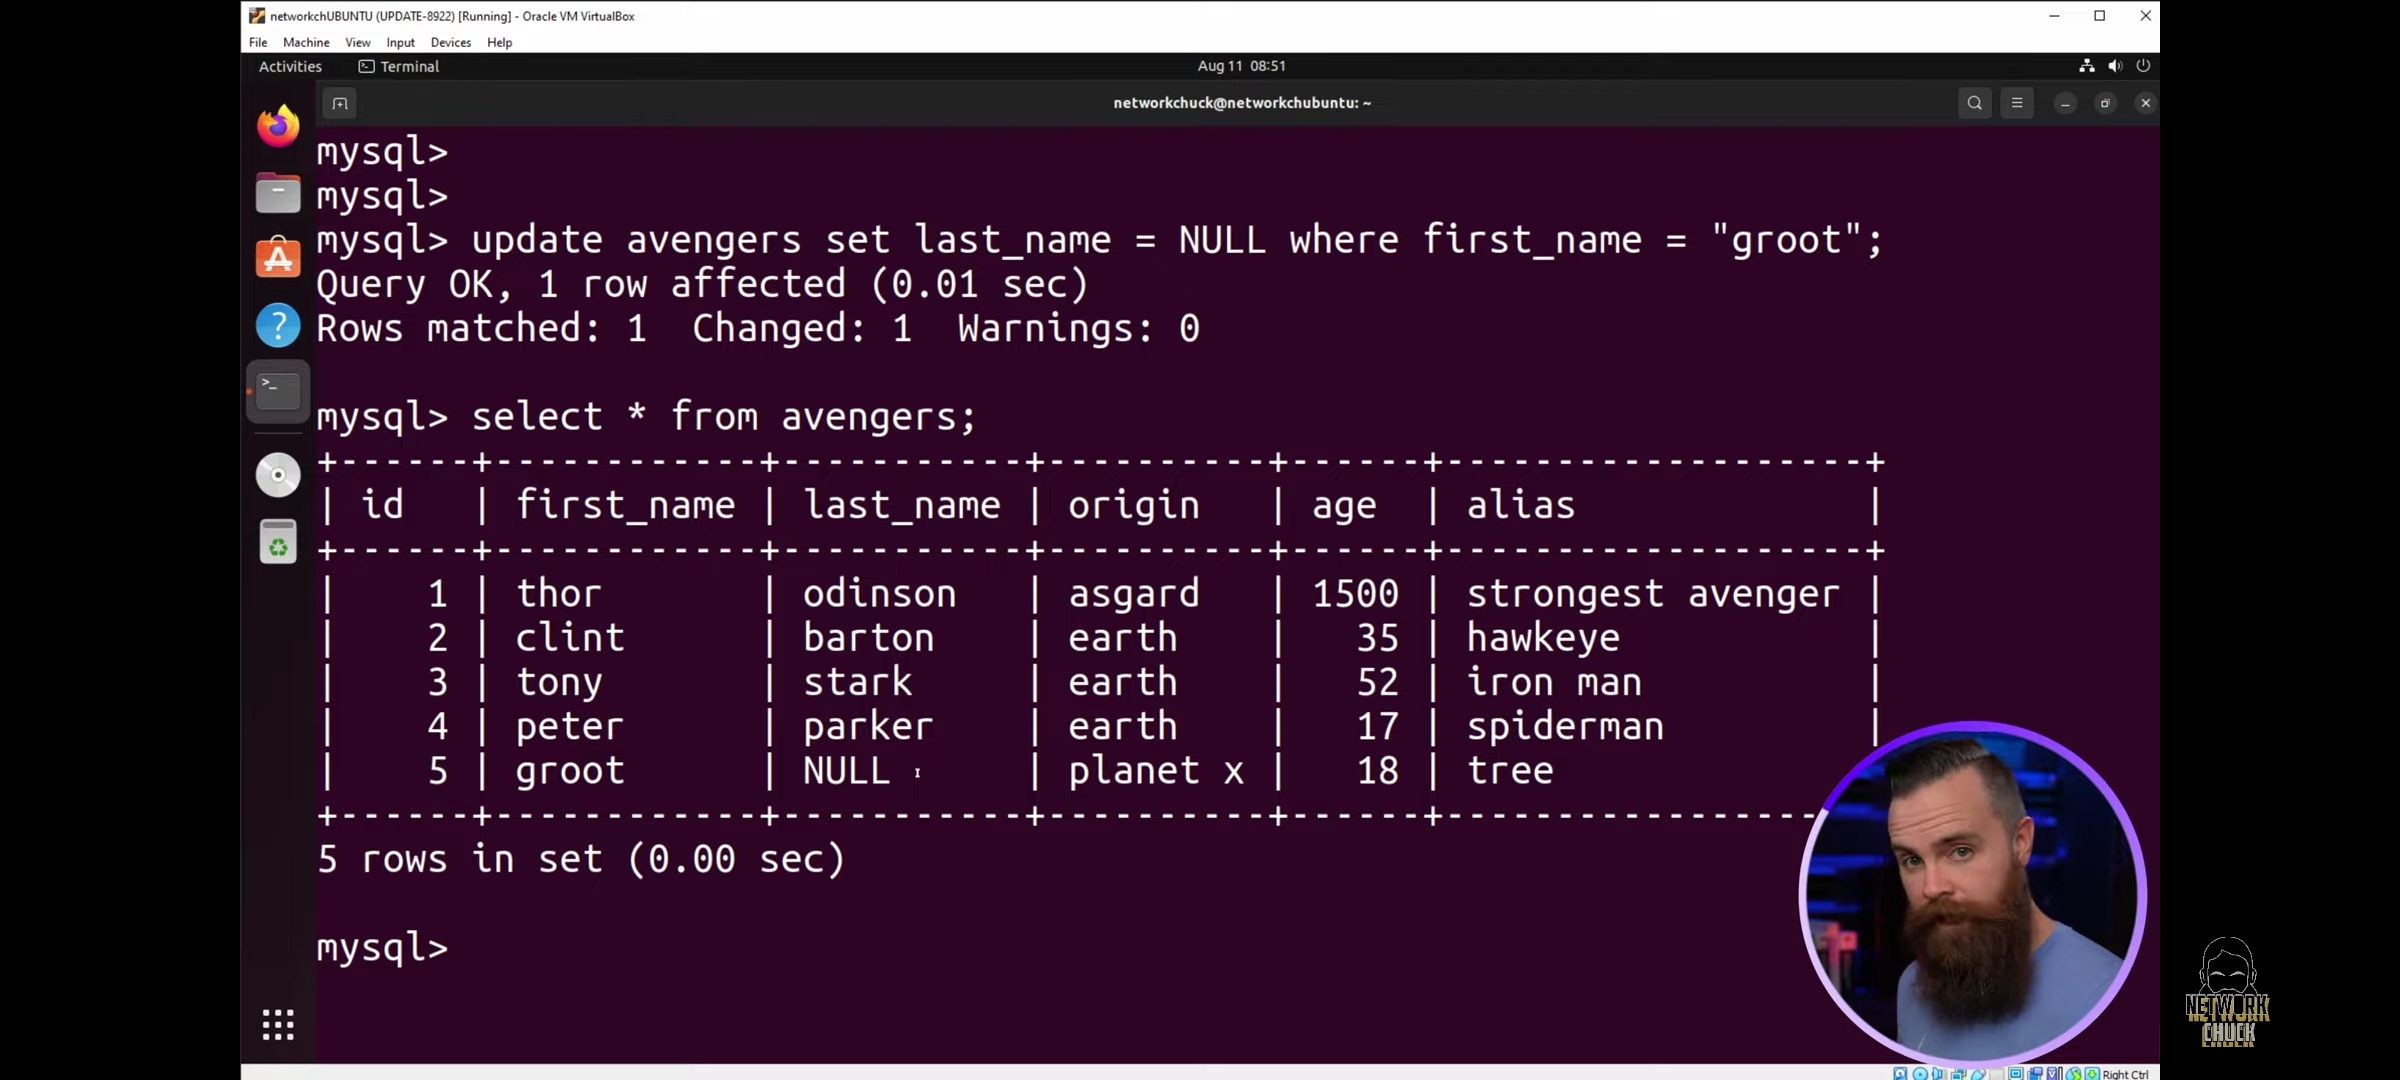 networkchUBUNTU (UPDATE-8922) [Running] - Oracle VM VirtualBox
File Machine View Input Devices Help
Activities Terminal Aug 11 08:51
networkchuck@networkchubuntu: ~
mysql>
mysql>
mysql> update avengers set last_name = NULL where first_name = "groot";
Query OK, 1 row affected (0.01 sec)
Rows matched: 1 Changed: 1 Warnings: 0
mysql> select * from avengers;
+------+------------+-----------+----------+------+-------------------+
| id | first_name | last_name | origin | age | alias |
+------+------------+-----------+----------+------+-------------------+
| 1 | thor | odinson | asgard | 1500 | strongest avenger |
| 2 | clint | barton | earth | 35 | hawkeye |
| 3 | tony | stark | earth | 52 | iron man |
| 4 | peter | parker | earth | 17 | spiderman |
| 5 | groot | NULL | planet x | 18 | tree
+------+------------+-----------+----------+------+-----------------
5 rows in set (0.00 sec)
mysql>
NETWORK
CHUCK
Right Ctrl